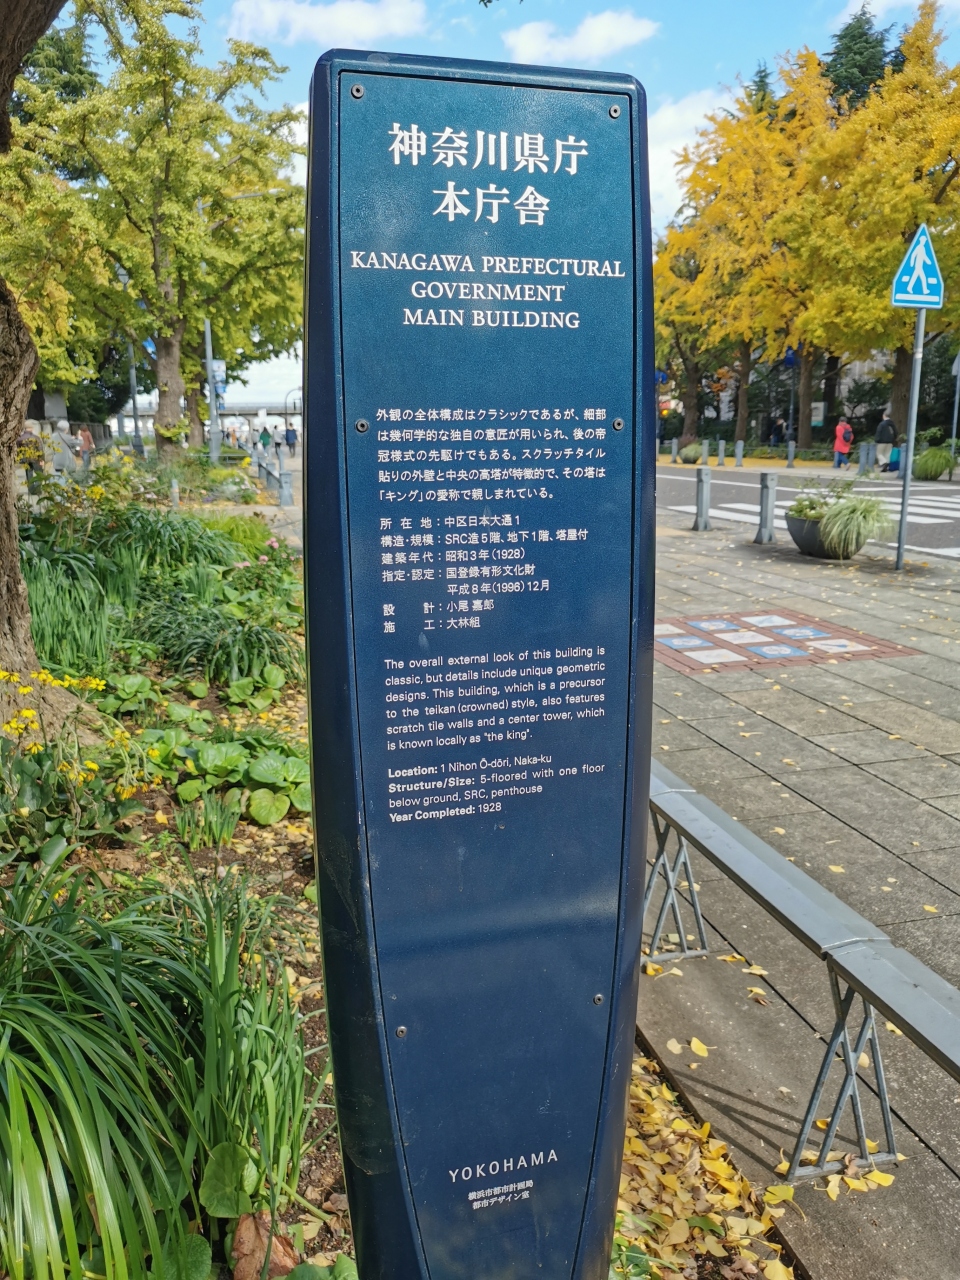 神奈川県庁
本庁舎
KANAGAWA PREFECTURAL
GOVERNMENT
MAIN BUILDING
外観の全体構成はクラシックであるが、細部
は幾何学的な独自の意匠が用いられ、後の帝
冠様式の先駆けでもある。スクラッチタイル
貼りの外壁と中央の高塔が特徴的で、その塔は
「キング」の愛称で親しまれている。
所在地：中区日本大通1
構造・規模：SRC造5階、地下1階、塔屋付
建築年代：昭和3年(1928)
指定・認定：国登録有形文化財
平成8年(1996)12月
設計：小尾 嘉郎
施工：大林組
The overall external look of this building is
classic, but details include unique geometric
designs. This building, which is a precursor
to the teikan (crowned) style, also features
scratch tile walls and a center tower, which
is known locally as "the king".
Location: 1 Nihon Ō-dōri, Naka-ku
Structure/Size: 5-floored with one floor
below ground, SRC, penthouse
Year Completed: 1928
YOKOHAMA
横浜市都市計画局
都市デザイン室